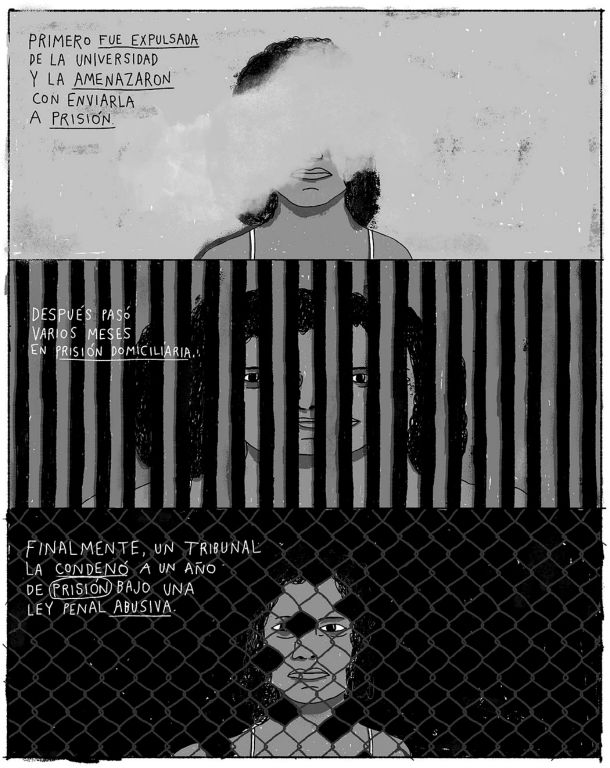 PRIMERO FUE EXPULSADA
DE LA UNIVERSIDAD
Y LA AMENAZARON
CON ENVIARLA
A PRISIÓN
DESPUÉS PASÓ
VARIOS MESES
EN PRISIÓN DOMICILIARIA.
FINALMENTE, UN TRIBUNAL
LA CONDENÓ A UN AÑO
DE PRISIÓN BAJO UNA
LEY PENAL ABUSIVA.